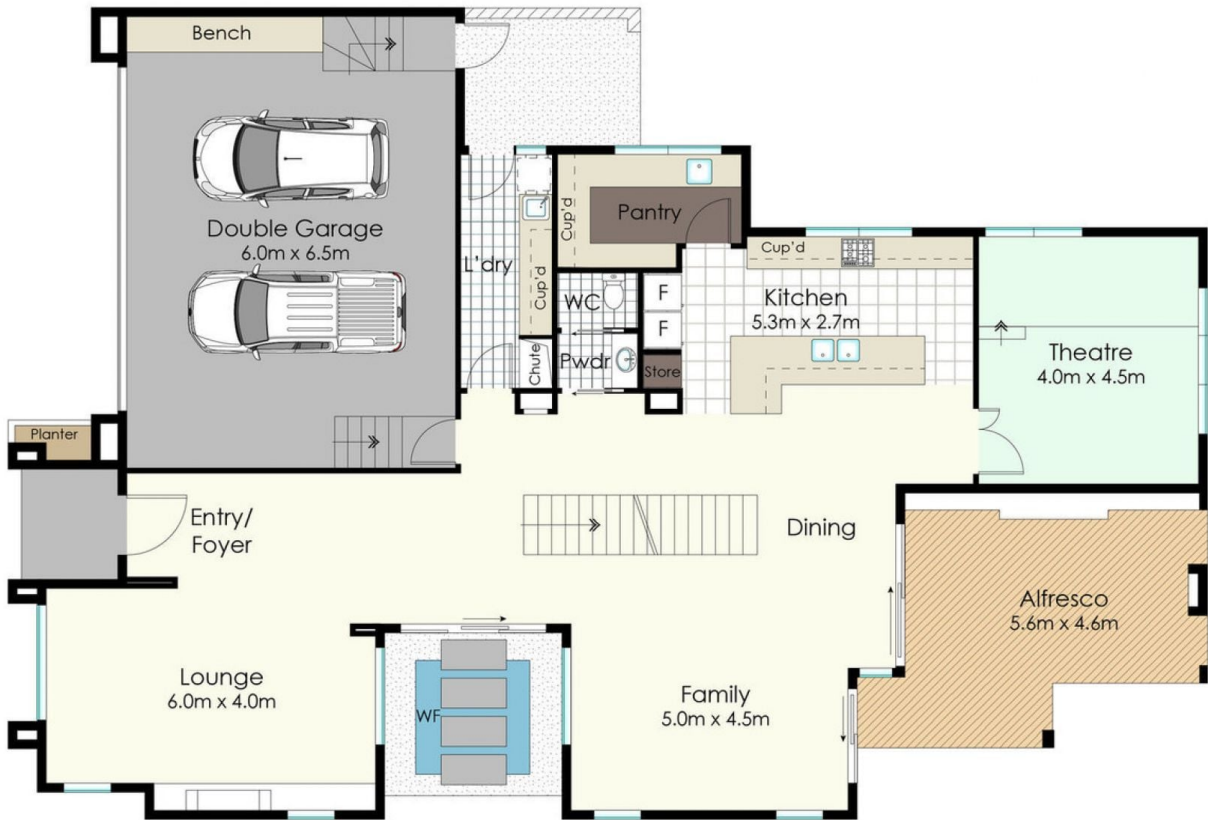 Bench
Double Garage
6.0m x 6.5m
L'dry
Cup'd
Chute
Cup'd
Pantry
WC
Pwdr
F
F
Store
Cup'd
Kitchen
5.3m x 2.7m
Theatre
4.0m x 4.5m
Planter
Entry/
Foyer
Dining
Alfresco
5.6m x 4.6m
Lounge
6.0m x 4.0m
WF
Family
5.0m x 4.5m